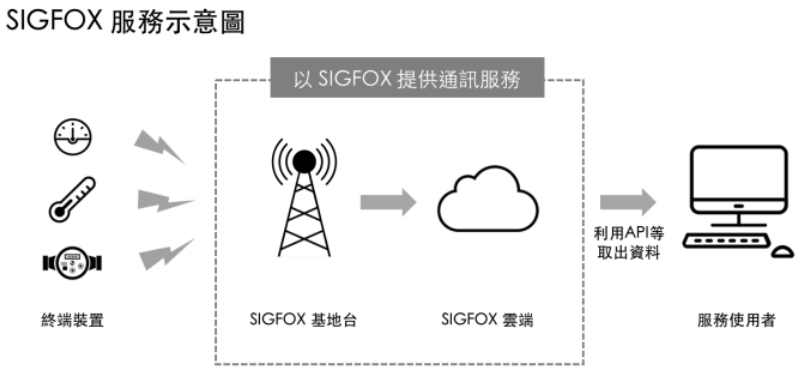 SIGFOX 服務示意圖
以 SIGFOX 提供通訊服務
利用API等
取出資料
終端裝置
SIGFOX 基地台
SIGFOX 雲端
服務使用者